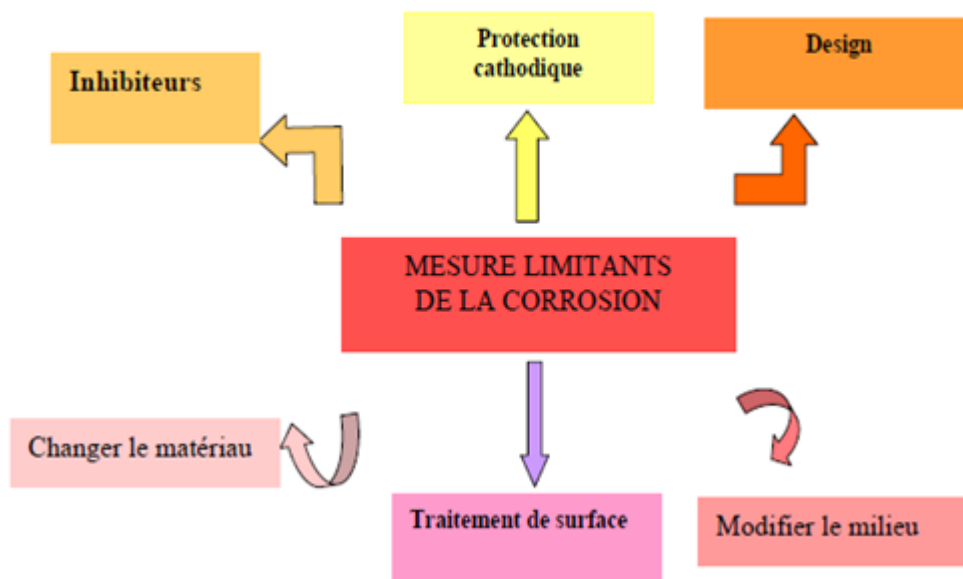 Protection
cathodique
Design
Inhibiteurs
MESURE LIMITANTS
DE LA CORROSION
Changer le matériau
Traitement de surface
Modifier le milieu